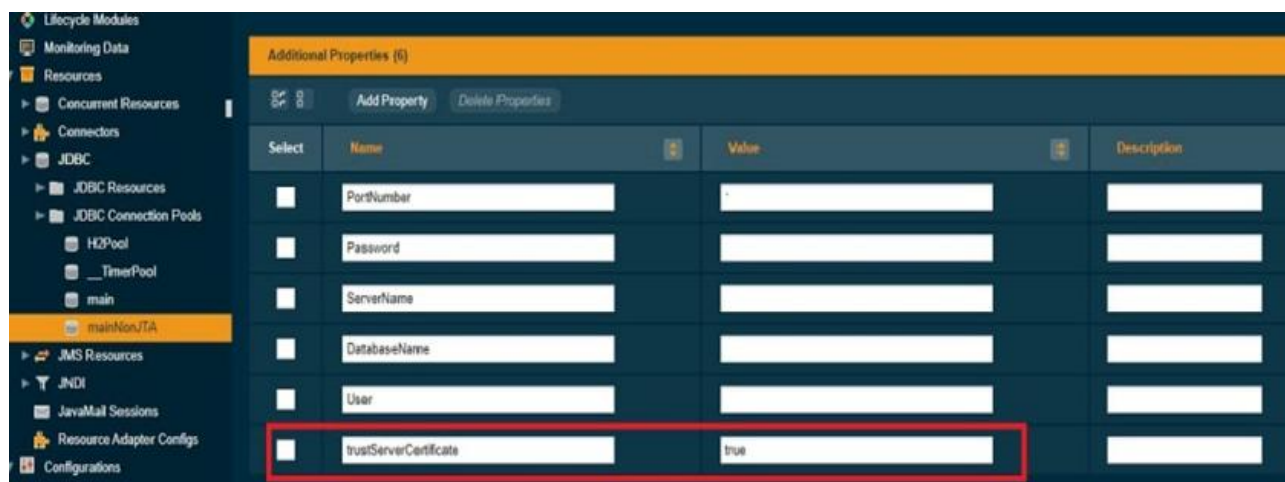 Lifecycle Modules
Monitoring Data
Resources
Concurrent Resources
Connectors
JDBC
JDBC Resources
JDBC Connection Pools
H2Pool
__TimerPool
main
mainNonJTA
JMS Resources
JNDI
JavaMail Sessions
Resource Adapter Configs
Configurations
Additional Properties (6)
Add Property Delete Properties
Select Name Value Description
PortNumber
Password
ServerName
DatabaseName
User
trustServerCertificate true